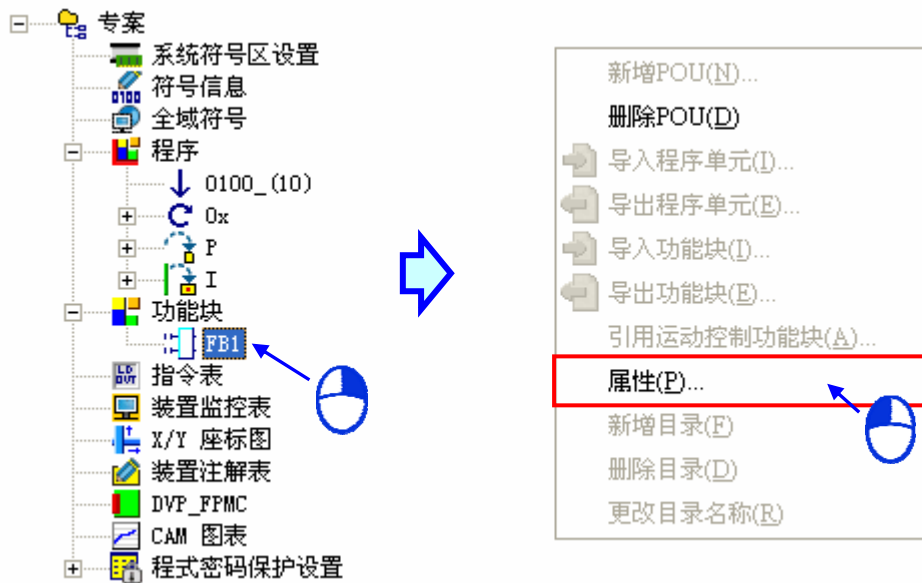 专案
系统符号区设置
符号信息
全域符号
程序
O100_(10)
Ox
P
I
功能块
FB1
指令表
装置监控表
X/Y 座标图
装置注解表
DVP_FPMC
CAM 图表
程式密码保护设置
新增POU(N)...
删除POU(D)
导入程序单元(I)...
导出程序单元(E)...
导入功能块(I)...
导出功能块(E)...
引用运动控制功能块(A)...
属性(P)...
新增目录(F)
删除目录(D)
更改目录名称(R)